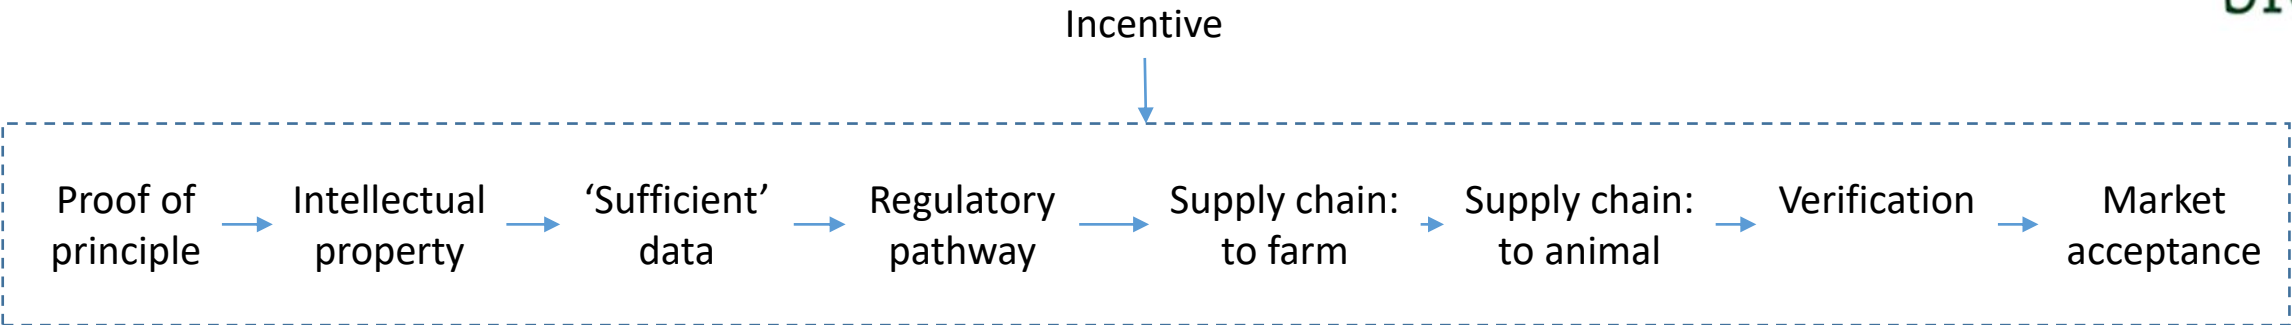 Incentive
Proof of
principle
Intellectual
property
‘Sufficient’
data
Regulatory
pathway
Supply chain:
to farm
Supply chain:
to animal
Verification
Market
acceptance